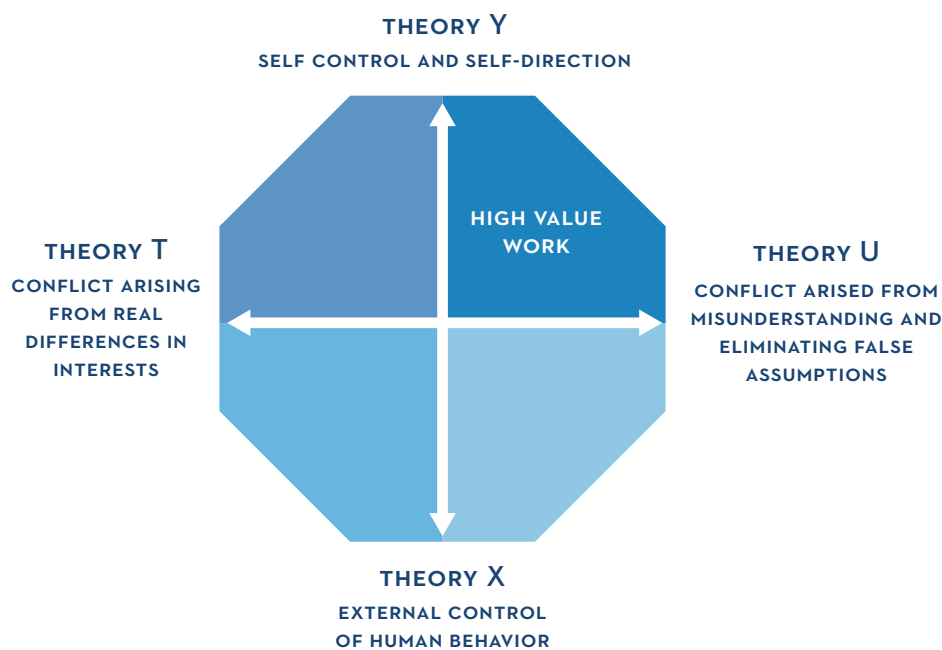 THEORY Y
SELF CONTROL AND SELF-DIRECTION
HIGH VALUE
WORK
THEORY T
CONFLICT ARISING
FROM REAL
DIFFERENCES IN
INTERESTS
THEORY U
CONFLICT ARISED FROM
MISUNDERSTANDING AND
ELIMINATING FALSE
ASSUMPTIONS
THEORY X
EXTERNAL CONTROL
OF HUMAN BEHAVIOR